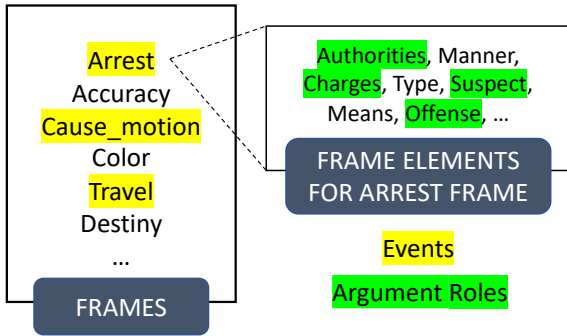 Arrest
Accuracy
Cause_motion
Color
Travel
Destiny
...
FRAMES
Authorities, Manner,
Charges, Type, Suspect,
Means, Offense, ...
FRAME ELEMENTS
FOR ARREST FRAME
Events
Argument Roles